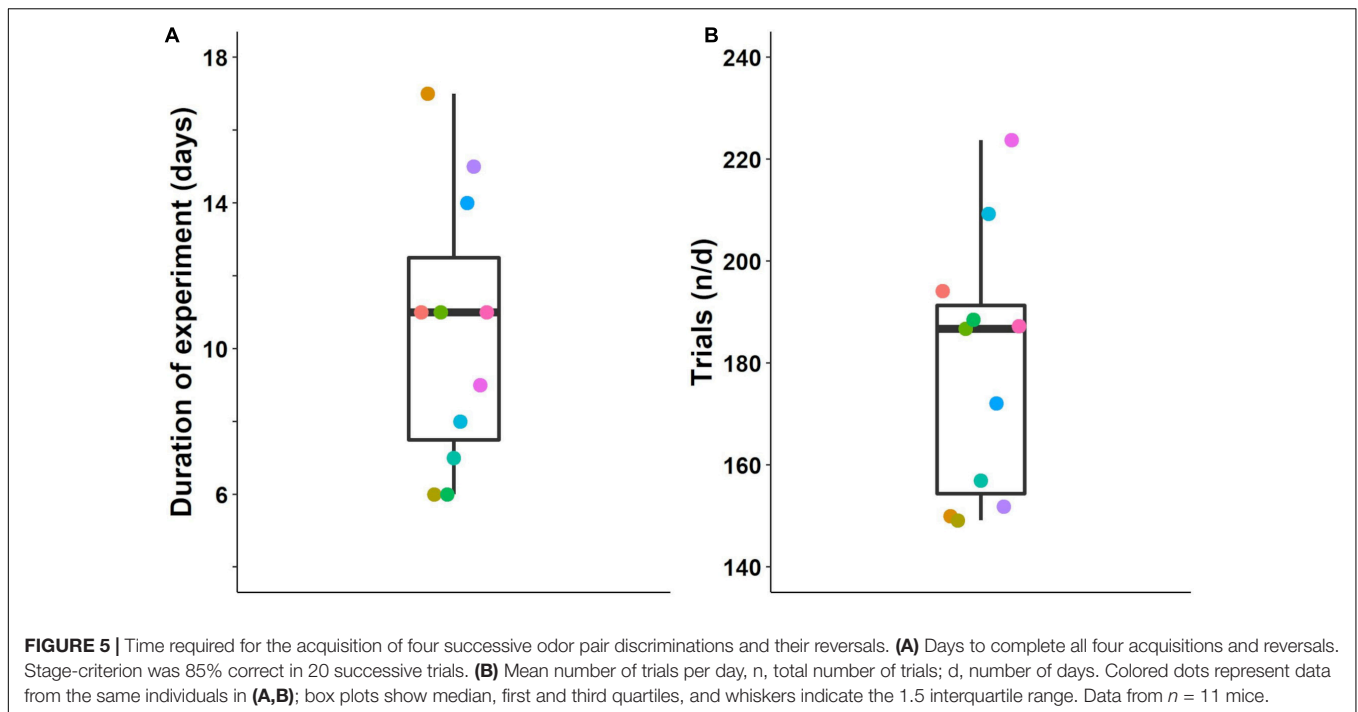 A
18
14
10
6
Duration of experiment (days)
B
240
220
200
180
160
140
Trials (n/d)
FIGURE 5 | Time required for the acquisition of four successive odor pair discriminations and their reversals. (A) Days to complete all four acquisitions and reversals.
Stage-criterion was 85% correct in 20 successive trials. (B) Mean number of trials per day, n, total number of trials; d, number of days. Colored dots represent data
from the same individuals in (A,B); box plots show median, first and third quartiles, and whiskers indicate the 1.5 interquartile range. Data from n = 11 mice.